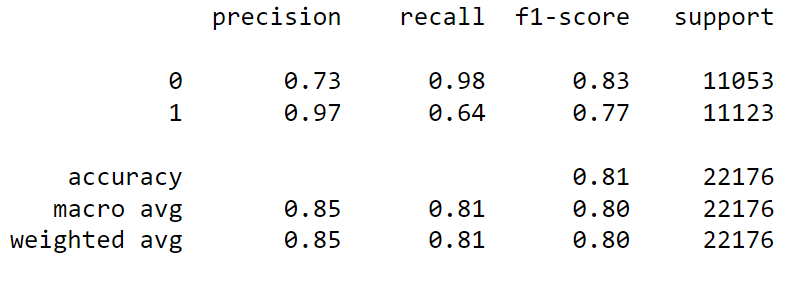 precision recall f1-score support
0 0.73 0.98 0.83 11053
1 0.97 0.64 0.77 11123
accuracy 0.81 22176
macro avg 0.85 0.81 0.80 22176
weighted avg 0.85 0.81 0.80 22176